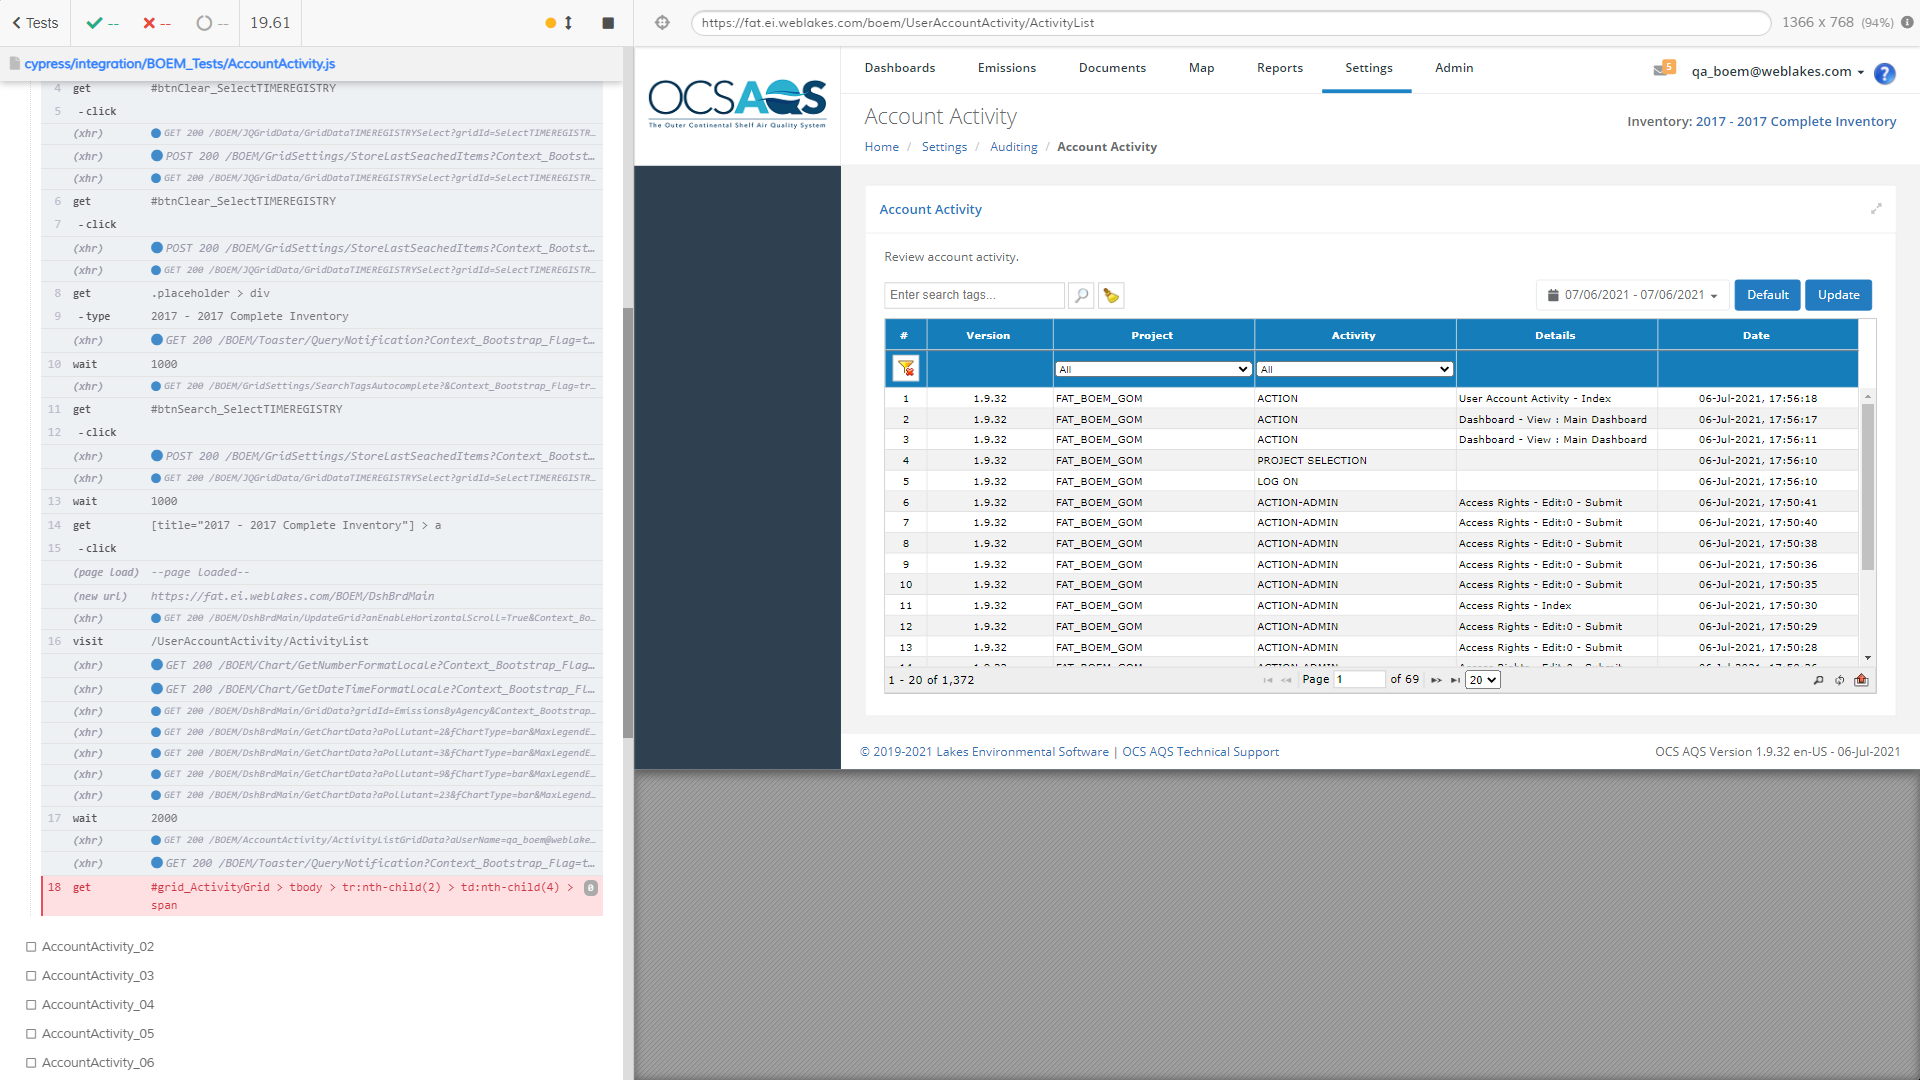 Tests
--
--
--
19.61
cypress/integration/BOEM_Tests/AccountActivity.js
4 get #btnClear_SelectTIMEREGISTRY
5 -click
(xhr) GET 200 /BOEM/JQGridData/GridDataTIMEREGISTRYSelect?gridId=SelectTIMEREGISTR...
(xhr) POST 200 /BOEM/GridSettings/StoreLastSeachedItems?Context_Bootst...
(xhr) GET 200 /BOEM/JQGridData/GridDataTIMEREGISTRYSelect?gridId=SelectTIMEREGISTR...
6 get #btnClear_SelectTIMEREGISTRY
7 -click
(xhr) POST 200 /BOEM/GridSettings/StoreLastSeachedItems?Context_Bootst...
(xhr) GET 200 /BOEM/JQGridData/GridDataTIMEREGISTRYSelect?gridId=SelectTIMEREGISTR...
8 get .placeholder > div
9 -type 2017 - 2017 Complete Inventory
(xhr) GET 200 /BOEM/Toaster/QueryNotification?Context_Bootstrap_Flag=t...
10 wait 1000
(xhr) GET 200 /BOEM/GridSettings/SearchTagsAutocomplete?&Context_Bootstrap_Flag=tr...
11 get #btnSearch_SelectTIMEREGISTRY
12 -click
(xhr) POST 200 /BOEM/GridSettings/StoreLastSeachedItems?Context_Bootst...
(xhr) GET 200 /BOEM/JQGridData/GridDataTIMEREGISTRYSelect?gridId=SelectTIMEREGISTR...
13 wait 1000
14 get [title="2017 - 2017 Complete Inventory"] > a
15 -click
(page load) --page loaded--
(new url) https://fat.ei.weblakes.com/BOEM/DshBrdMain
(xhr) GET 200 /BOEM/DshBrdMain/UpdateGrid?anEnableHorizontalScroll=True&Context_Bo...
16 visit /UserAccountActivity/ActivityList
(xhr) GET 200 /BOEM/Chart/GetNumberFormatLocale?Context_Bootstrap_Flag...
(xhr) GET 200 /BOEM/Chart/GetDateTimeFormatLocale?Context_Bootstrap_Fl...
(xhr) GET 200 /BOEM/DshBrdMain/GridData?gridId=EmissionsByAgency&Context_Bootstrap...
(xhr) GET 200 /BOEM/DshBrdMain/GetChartData?aPollutant=2&fChartType=bar&MaxLegendE...
(xhr) GET 200 /BOEM/DshBrdMain/GetChartData?aPollutant=3&fChartType=bar&MaxLegendE...
(xhr) GET 200 /BOEM/DshBrdMain/GetChartData?aPollutant=9&fChartType=bar&MaxLegendE...
(xhr) GET 200 /BOEM/DshBrdMain/GetChartData?aPollutant=23&fChartType=bar&MaxLegend...
17 wait 2000
(xhr) GET 200 /BOEM/AccountActivity/ActivityListGridData?aUserName=qa_boem@weblake...
(xhr) GET 200 /BOEM/Toaster/QueryNotification?Context_Bootstrap_Flag=t...
18 get #grid_ActivityGrid > tbody > tr:nth-child(2) > td:nth-child(4) > 0
span
AccountActivity_02
AccountActivity_03
AccountActivity_04
AccountActivity_05
AccountActivity_06
https://fat.ei.weblakes.com/boem/UserAccountActivity/ActivityList
1366 x 768 (94%)
OCSAQS
The Outer Continental Shelf Air Quality System
Dashboards Emissions Documents Map Reports Settings Admin
5 qa_boem@weblakes.com ?
Account Activity
Inventory: 2017 - 2017 Complete Inventory
Home / Settings / Auditing / Account Activity
Account Activity
Review account activity.
Enter search tags...
07/06/2021 - 07/06/2021 Default Update
# Version Project Activity Details Date
All All
1 1.9.32 FAT_BOEM_GOM ACTION User Account Activity - Index 06-Jul-2021, 17:56:18
2 1.9.32 FAT_BOEM_GOM ACTION Dashboard - View : Main Dashboard 06-Jul-2021, 17:56:17
3 1.9.32 FAT_BOEM_GOM ACTION Dashboard - View : Main Dashboard 06-Jul-2021, 17:56:11
4 1.9.32 FAT_BOEM_GOM PROJECT SELECTION 06-Jul-2021, 17:56:10
5 1.9.32 FAT_BOEM_GOM LOG ON 06-Jul-2021, 17:56:10
6 1.9.32 FAT_BOEM_GOM ACTION-ADMIN Access Rights - Edit:0 - Submit 06-Jul-2021, 17:50:41
7 1.9.32 FAT_BOEM_GOM ACTION-ADMIN Access Rights - Edit:0 - Submit 06-Jul-2021, 17:50:40
8 1.9.32 FAT_BOEM_GOM ACTION-ADMIN Access Rights - Edit:0 - Submit 06-Jul-2021, 17:50:38
9 1.9.32 FAT_BOEM_GOM ACTION-ADMIN Access Rights - Edit:0 - Submit 06-Jul-2021, 17:50:36
10 1.9.32 FAT_BOEM_GOM ACTION-ADMIN Access Rights - Edit:0 - Submit 06-Jul-2021, 17:50:35
11 1.9.32 FAT_BOEM_GOM ACTION-ADMIN Access Rights - Index 06-Jul-2021, 17:50:30
12 1.9.32 FAT_BOEM_GOM ACTION-ADMIN Access Rights - Edit:0 - Submit 06-Jul-2021, 17:50:29
13 1.9.32 FAT_BOEM_GOM ACTION-ADMIN Access Rights - Edit:0 - Submit 06-Jul-2021, 17:50:28
1 - 20 of 1,372 Page 1 of 69 20
© 2019-2021 Lakes Environmental Software | OCS AQS Technical Support
OCS AQS Version 1.9.32 en-US - 06-Jul-2021